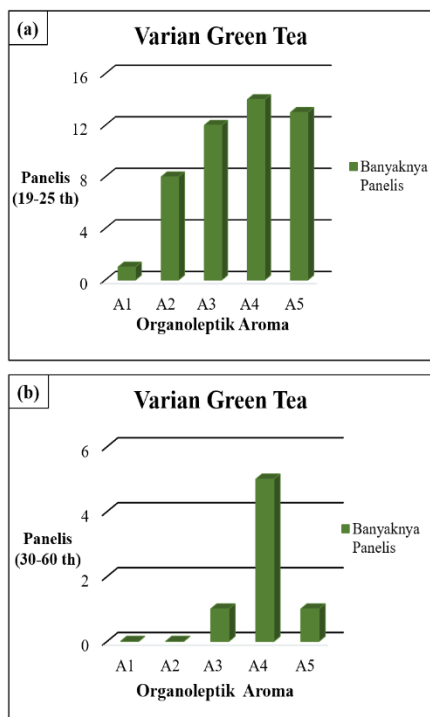 (a)
Varian Green Tea
16
12
8
4
0
Panelis
(19-25 th)
A1 A2 A3 A4 A5
Organoleptik Aroma
Banyaknya
Panelis
(b)
Varian Green Tea
6
4
2
0
Panelis
(30-60 th)
A1 A2 A3 A4 A5
Organoleptik Aroma
Banyaknya
Panelis